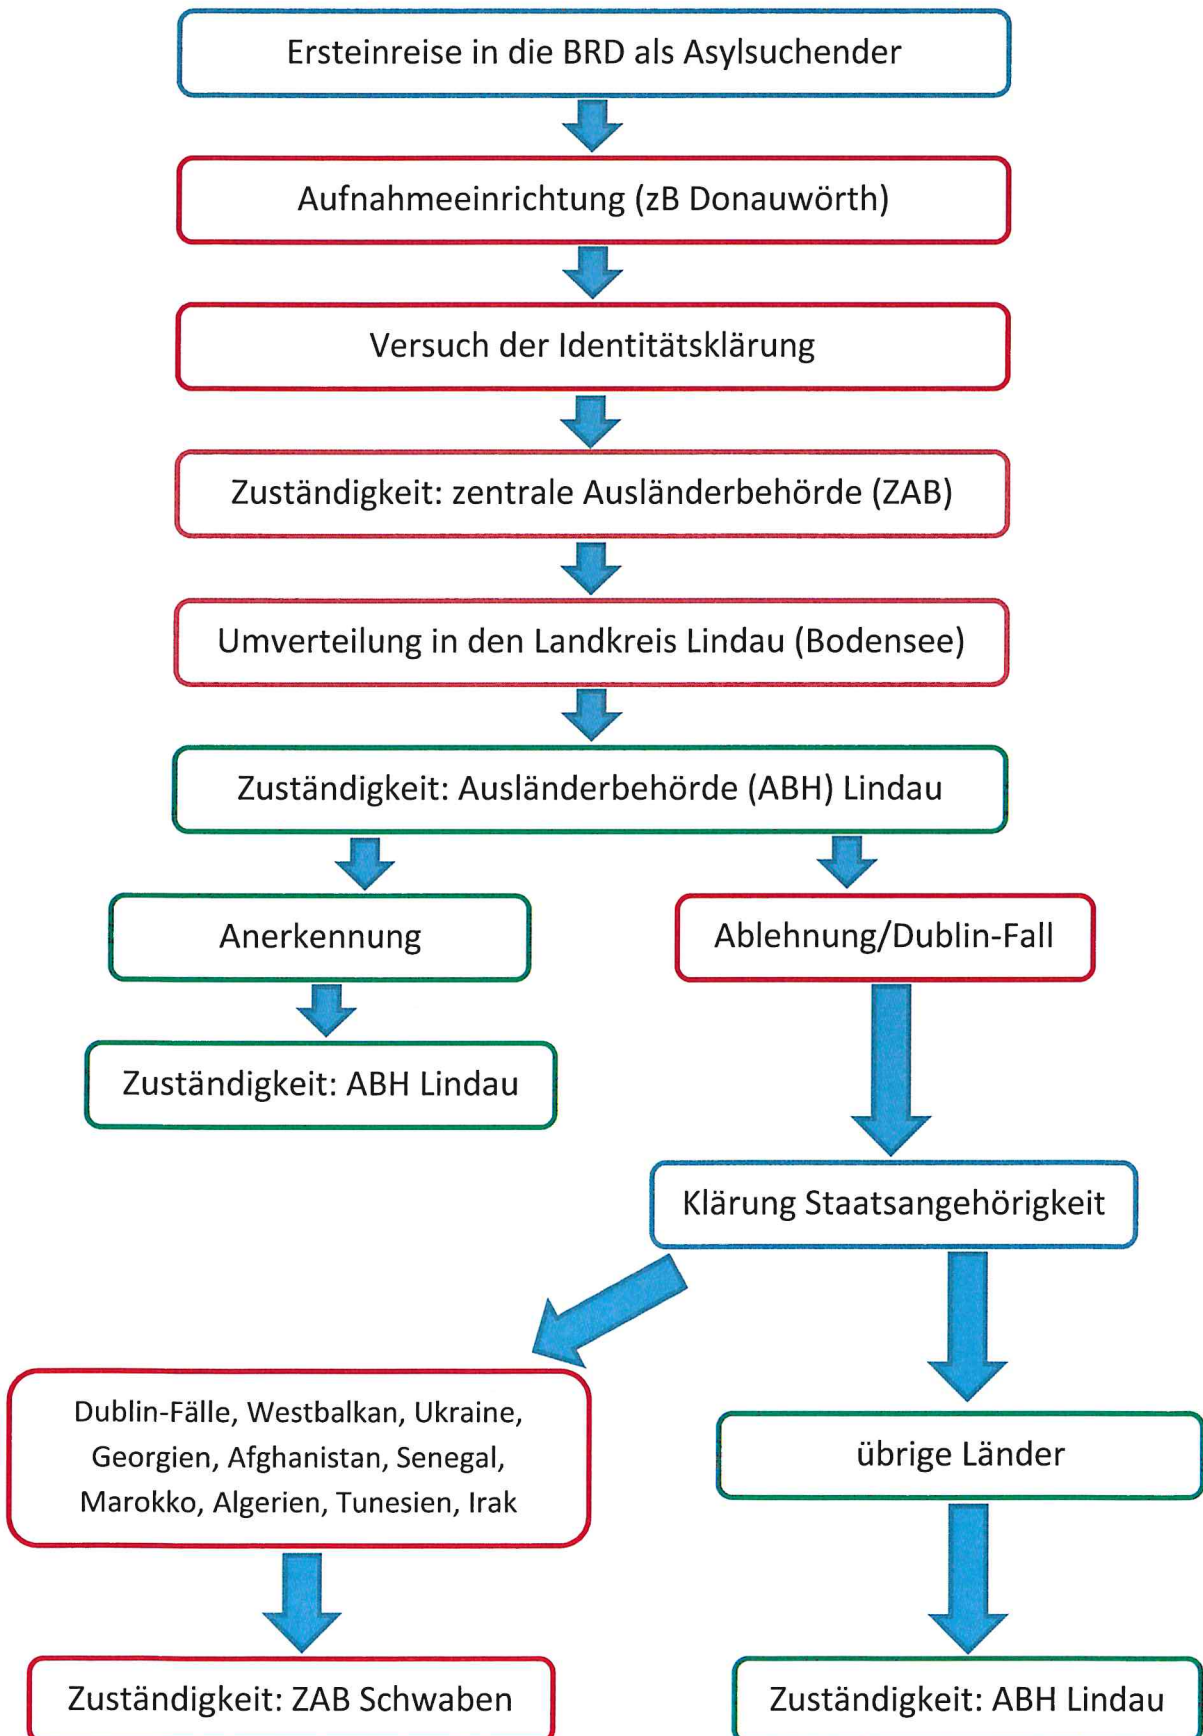 Ersteinreise in die BRD als Asylsuchender
Aufnahmeeinrichtung (zB Donauwörth)
Versuch der Identitätsklärung
Zuständigkeit: zentrale Ausländerbehörde (ZAB)
Umverteilung in den Landkreis Lindau (Bodensee)
Zuständigkeit: Ausländerbehörde (ABH) Lindau
Anerkennung
Ablehnung/Dublin-Fall
Zuständigkeit: ABH Lindau
Klärung Staatsangehörigkeit
Dublin-Fälle, Westbalkan, Ukraine,
Georgien, Afghanistan, Senegal,
Marokko, Algerien, Tunesien, Irak
übrige Länder
Zuständigkeit: ZAB Schwaben
Zuständigkeit: ABH Lindau